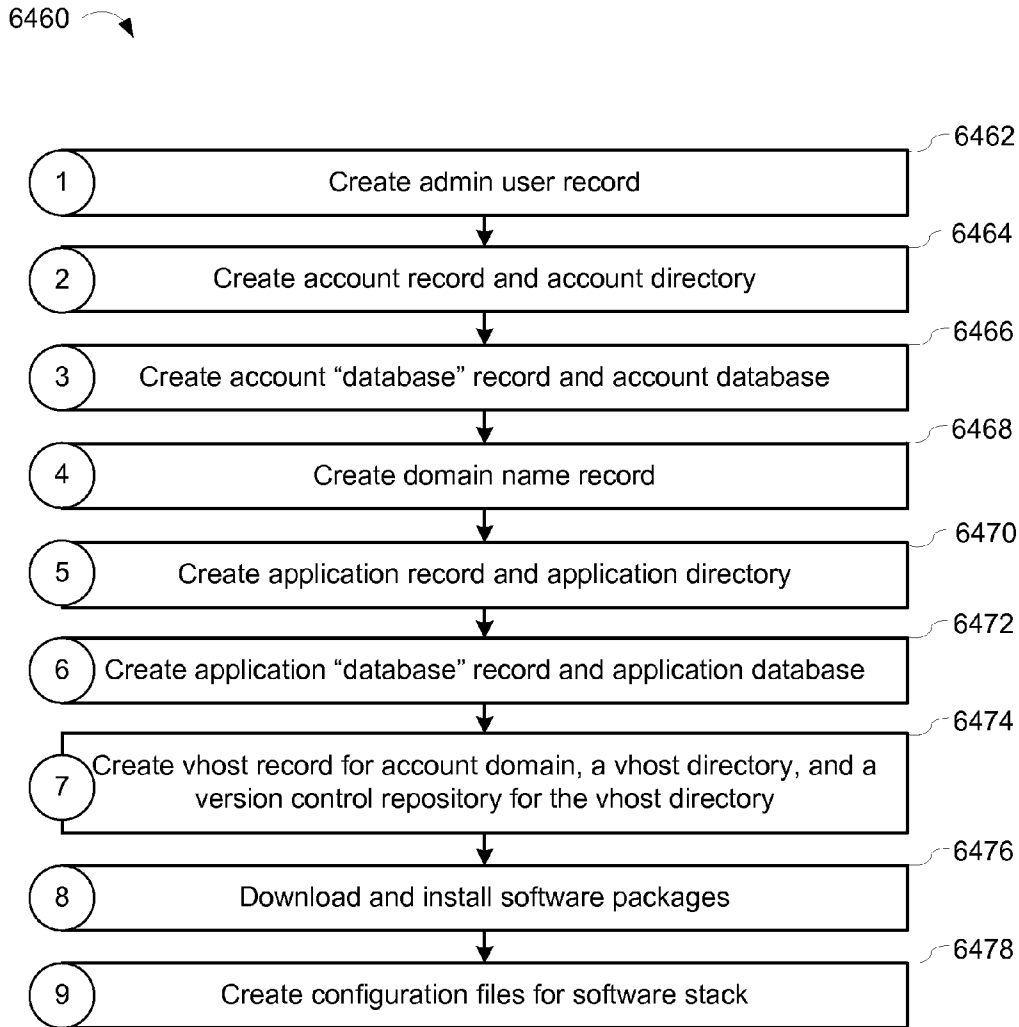 6460
6462
1
Create admin user record
6464
2
Create account record and account directory
6466
3
Create account “database” record and account database
6468
4
Create domain name record
6470
5
Create application record and application directory
6472
6
Create application “database” record and application database
6474
7
Create vhost record for account domain, a vhost directory, and a
version control repository for the vhost directory
6476
8
Download and install software packages
6478
9
Create configuration files for software stack